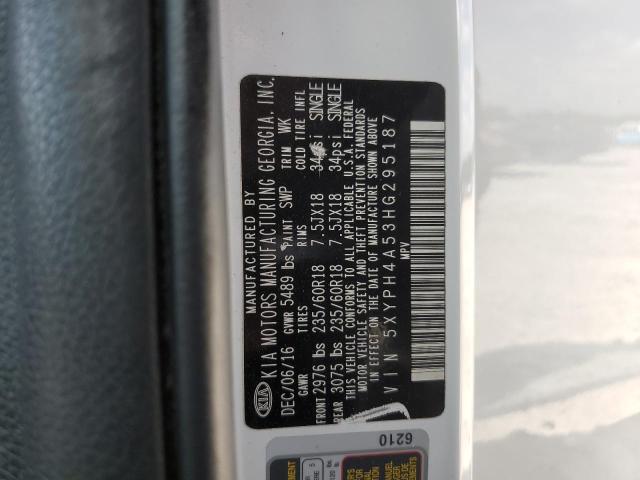 KIA
MANUFACTURED BY
KIA MOTORS MANUFACTURING GEORGIA, INC.
DEC/06/16 GVWR 5489 lbs PAINT SWP TRIM WK
GAWR TIRES RIMS COLD TIRE INFL
FRONT 2976 lbs 235/60R18 7.5JX18 34psi SINGLE
REAR 3075 lbs 235/60R18 7.5JX18 34psi SINGLE
THIS VEHICLE CONFORMS TO ALL APPLICABLE U.S.A. FEDERAL
MOTOR VEHICLE SAFETY AND THEFT PREVENTION STANDARDS
IN EFFECT ON THE DATE OF MANUFACTURE SHOWN ABOVE
VIN 5XYPH4A53HG295187
MPV
6210